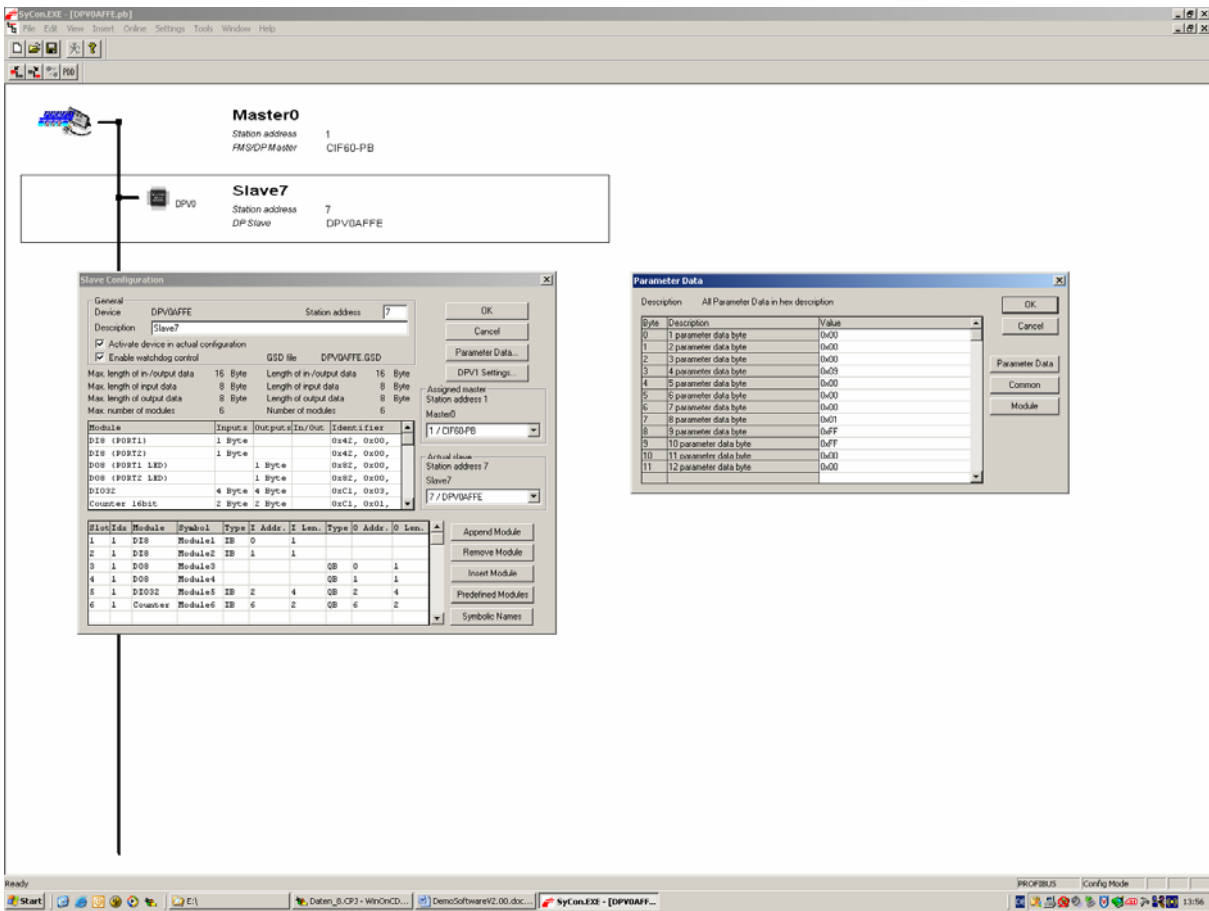 SyCon.EXE - [DPV0AFFE.pb]
File Edit View Insert Online Settings Tools Window Help
PDD
Master0
Station address 1
FMS/DP Master CIF60-PB
DPV0
Slave7
Station address 7
DP Slave DPV0AFFE
Slave Configuration
General
Device DPV0AFFE Station address 7
Description Slave7
Activate device in actual configuration
Enable watchdog control GSD file DPV0AFFE.GSD
Max. length of in-/output data 16 Byte Length of in-/output data 16 Byte
Max. length of input data 8 Byte Length of input data 8 Byte
Max. length of output data 8 Byte Length of output data 8 Byte
Max. number of modules 6 Number of modules 6
OK
Cancel
Parameter Data...
DPV1 Settings...
Assigned master
Station address 1
Master0
1 / CIF60-PB
Actual slave
Station address 7
Slave7
7 / DPV0AFFE
Module Inputs Outputs In/Out Identifier
DI8 (PORT1) 1 Byte 0x42, 0x00,
DI8 (PORT2) 1 Byte 0x42, 0x00,
DO8 (PORT1 LED) 1 Byte 0x82, 0x00,
DO8 (PORT2 LED) 1 Byte 0x82, 0x00,
DIO32 4 Byte 4 Byte 0xC1, 0x03,
Counter 16bit 2 Byte 2 Byte 0xC1, 0x01,
Slot Idx Module Symbol Type I Addr. I Len. Type O Addr. O Len.
1 1 DI8 Module1 IB 0 1
2 1 DI8 Module2 IB 1 1
3 1 DO8 Module3 QB 0 1
4 1 DO8 Module4 QB 1 1
5 1 DIO32 Module5 IB 2 4 QB 2 4
6 1 Counter Module6 IB 6 2 QB 6 2
Append Module
Remove Module
Insert Module
Predefined Modules
Symbolic Names
Parameter Data
Description All Parameter Data in hex description
Byte Description Value
0 1 parameter data byte 0x00
1 2 parameter data byte 0x00
2 3 parameter data byte 0x00
3 4 parameter data byte 0x09
4 5 parameter data byte 0x00
5 6 parameter data byte 0x00
6 7 parameter data byte 0x00
7 8 parameter data byte 0x01
8 9 parameter data byte 0xFF
9 10 parameter data byte 0xFF
10 11 parameter data byte 0x00
11 12 parameter data byte 0x00
OK
Cancel
Parameter Data
Common
Module
Ready
PROFIBUS Config Mode
Start
E:\
Daten_8.CPJ - WinOnCD...
DemoSoftwareV2.00.doc...
SyCon.EXE - [DPV0AFF...
13:56